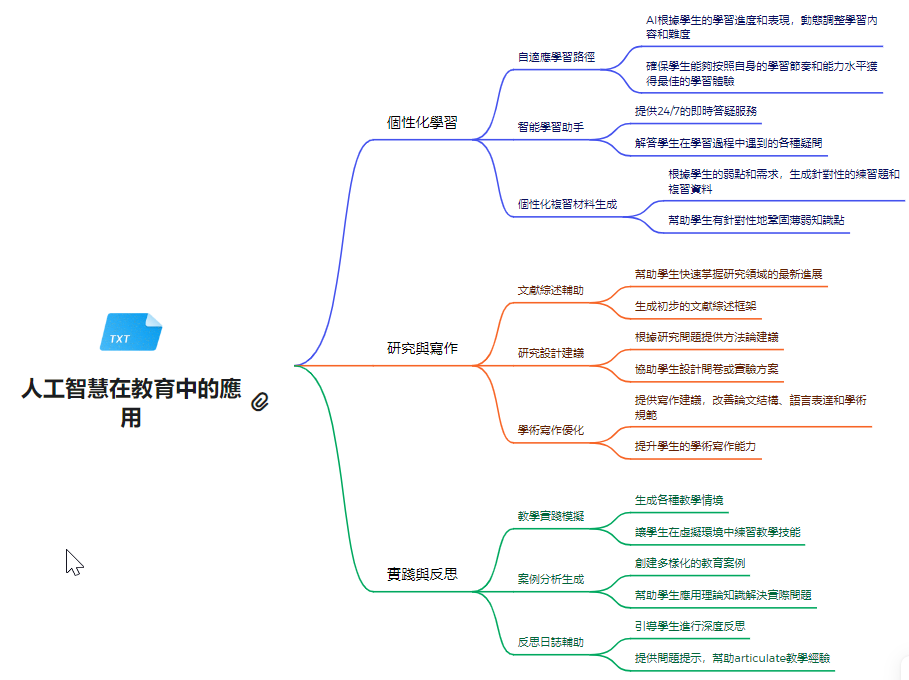 TXT
人工智慧在教育中的應
用
個性化學習
自適應學習路徑
AI根據學生的學習進度和表現，動態調整學習內
容和難度
確保學生能夠按照自身的學習節奏和能力水平獲
得最佳的學習體驗
智能學習助手
提供24/7的即時答疑服務
解答學生在學習過程中遇到的各種疑問
個性化複習材料生成
根據學生的弱點和需求，生成針對性的練習題和
複習資料
幫助學生有針對性地鞏固薄弱知識點
研究與寫作
文獻綜述輔助
幫助學生快速掌握研究領域的最新進展
生成初步的文獻綜述框架
研究設計建議
根據研究問題提供方法論建議
協助學生設計問卷或實驗方案
學術寫作優化
提供寫作建議，改善論文結構、語言表達和學術
規範
提升學生的學術寫作能力
實踐與反思
教學實踐模擬
生成各種教學情境
讓學生在虛擬環境中練習教學技能
案例分析生成
創建多樣化的教育案例
幫助學生應用理論知識解決實際問題
反思日誌輔助
引導學生進行深度反思
提供問題提示，幫助articulate教學經驗